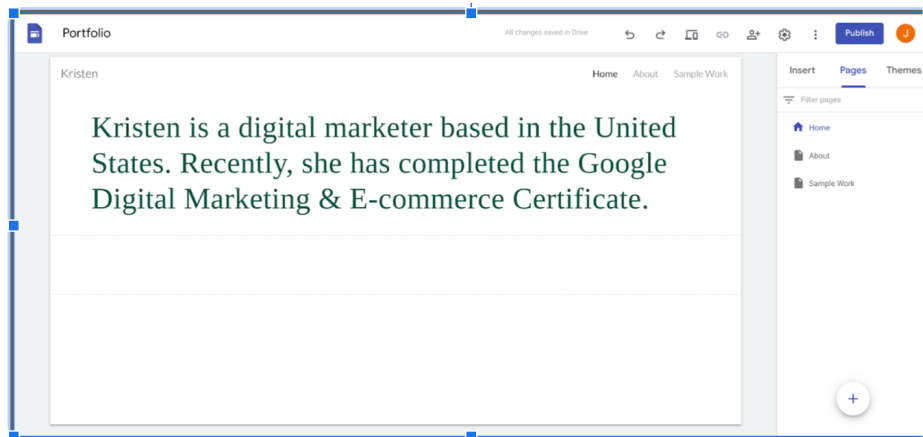 Portfolio
All changes saved in Drive
Publish
J
Kristen
Home About Sample Work
Insert Pages Themes
Filter pages
Home
About
Sample Work
Kristen is a digital marketer based in the United
States. Recently, she has completed the Google
Digital Marketing & E-commerce Certificate.